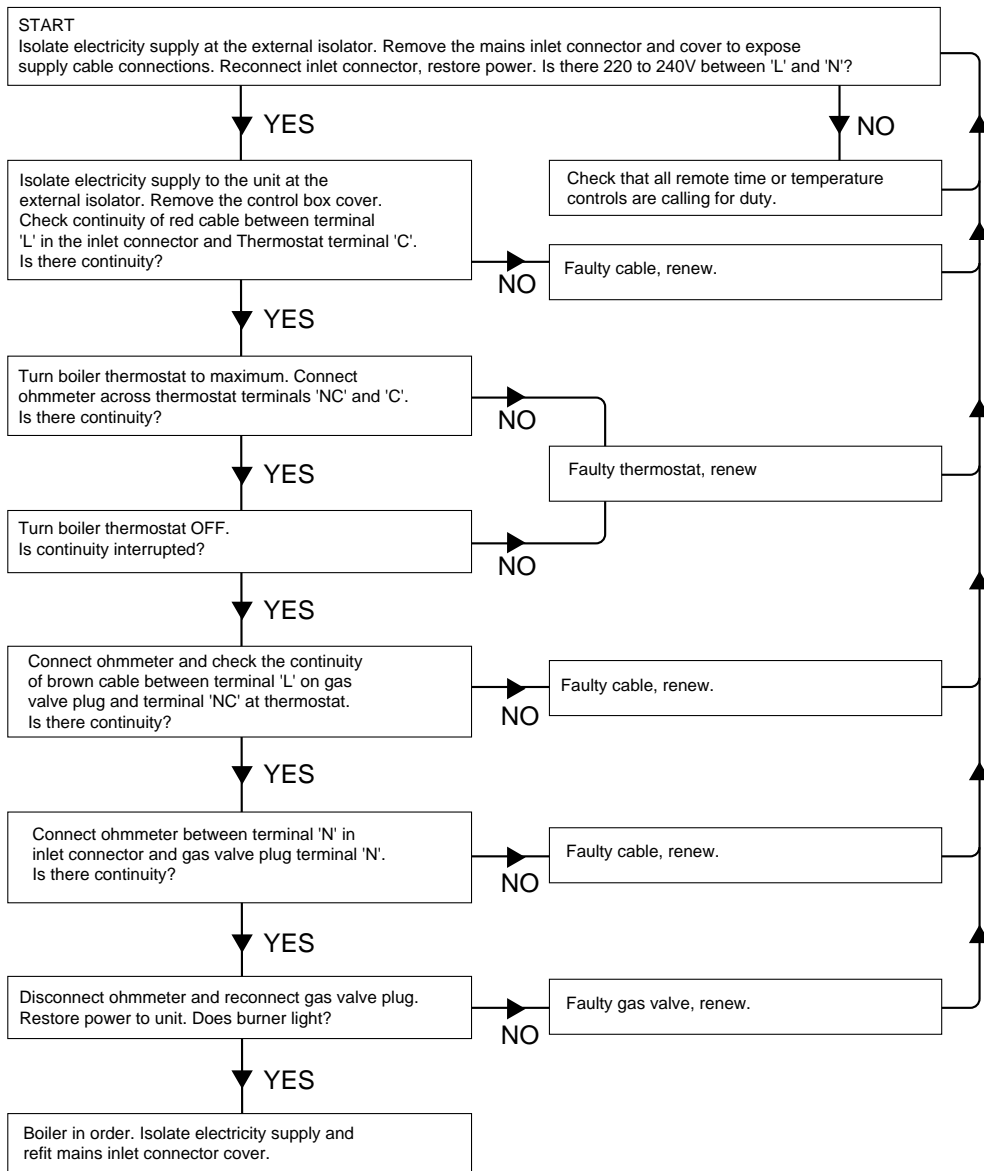 START
Isolate electricity supply at the external isolator. Remove the mains inlet connector and cover to expose
supply cable connections. Reconnect inlet connector, restore power. Is there 220 to 240V between 'L' and 'N'?
YES
NO
Isolate electricity supply to the unit at the
external isolator. Remove the control box cover.
Check continuity of red cable between terminal
'L' in the inlet connector and Thermostat terminal 'C'.
Is there continuity?
Check that all remote time or temperature
controls are calling for duty.
NO
Faulty cable, renew.
YES
Turn boiler thermostat to maximum. Connect
ohmmeter across thermostat terminals 'NC' and 'C'.
Is there continuity?
NO
YES
Faulty thermostat, renew
Turn boiler thermostat OFF.
Is continuity interrupted?
NO
YES
Connect ohmmeter and check the continuity
of brown cable between terminal 'L' on gas
valve plug and terminal 'NC' at thermostat.
Is there continuity?
NO
Faulty cable, renew.
YES
Connect ohmmeter between terminal 'N' in
inlet connector and gas valve plug terminal 'N'.
Is there continuity?
NO
Faulty cable, renew.
YES
Disconnect ohmmeter and reconnect gas valve plug.
Restore power to unit. Does burner light?
NO
Faulty gas valve, renew.
YES
Boiler in order. Isolate electricity supply and
refit mains inlet connector cover.